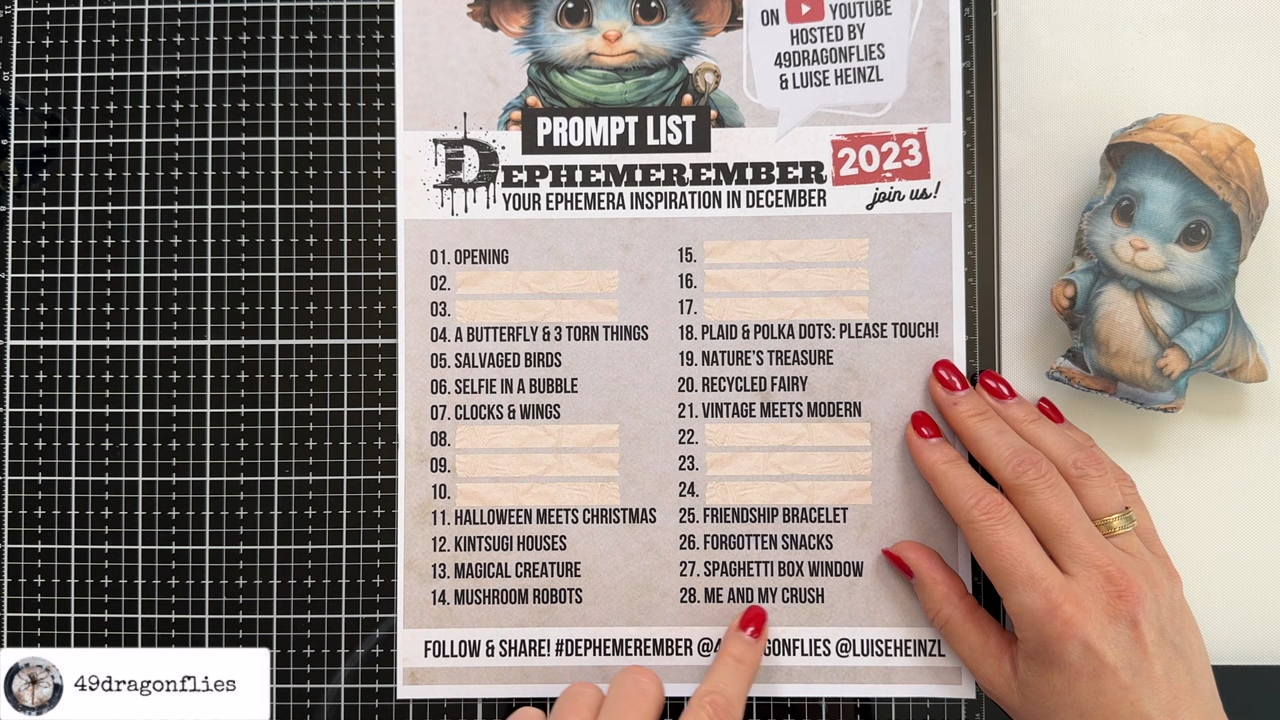 ON YOUTUBE
HOSTED BY
49DRAGONFLIES
& LUISE HEINZL
PROMPT LIST
DEPHEMEREMBER 2023
YOUR EPHEMERA INSPIRATION IN DECEMBER
join us!
01. OPENING
02.
03.
04. A BUTTERFLY & 3 TORN THINGS
05. SALVAGED BIRDS
06. SELFIE IN A BUBBLE
07. CLOCKS & WINGS
08.
09.
10.
11. HALLOWEEN MEETS CHRISTMAS
12. KINTSUGI HOUSES
13. MAGICAL CREATURE
14. MUSHROOM ROBOTS
15.
16.
17.
18. PLAID & POLKA DOTS: PLEASE TOUCH!
19. NATURE'S TREASURE
20. RECYCLED FAIRY
21. VINTAGE MEETS MODERN
22.
23.
24.
25. FRIENDSHIP BRACELET
26. FORGOTTEN SNACKS
27. SPAGHETTI BOX WINDOW
28. ME AND MY CRUSH
FOLLOW & SHARE! #DEPHEMEREMBER @LUISEHEINZL
49dragonflies